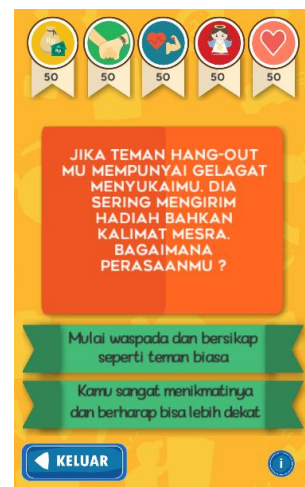 50 50 50 50 50
JIKA TEMAN HANG-OUT
MU MEMPUNYAI GELAGAT
MENYUKAIMU. DIA
SERING MENGIRIM
HADIAH BAHKAN
KALIMAT MESRA.
BAGAIMANA
PERASAANMU ?
Mulai waspada dan bersikap
seperti teman biasa
Kamu sangat menikmatinya
dan berharap bisa lebih dekat
KELUAR
i